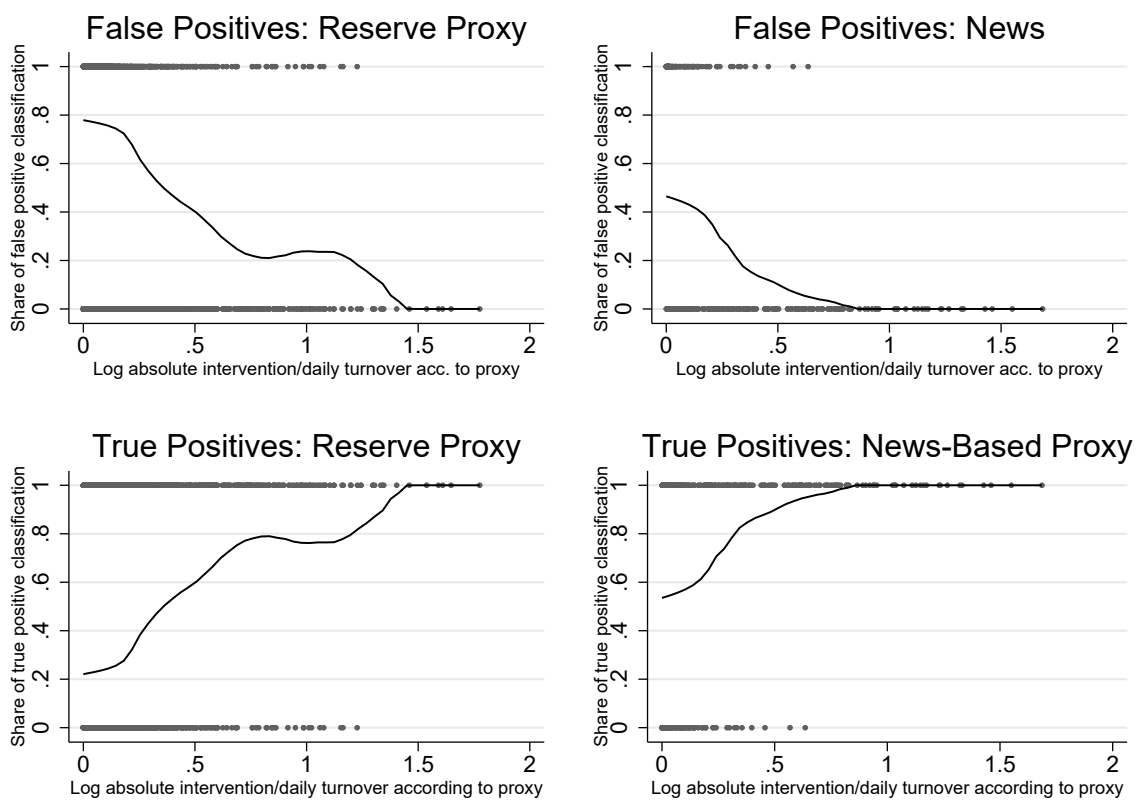 False Positives: Reserve Proxy
Share of false positive classification
1
.8
.6
.4
.2
0
0 .5 1 1.5 2
Log absolute intervention/daily turnover acc. to proxy
False Positives: News
Share of false positive classification
1
.8
.6
.4
.2
0
0 .5 1 1.5 2
Log absolute intervention/daily turnover acc. to proxy
True Positives: Reserve Proxy
Share of true positive classification
1
.8
.6
.4
.2
0
0 .5 1 1.5 2
Log absolute intervention/daily turnover according to proxy
True Positives: News-Based Proxy
Share of true positive classification
1
.8
.6
.4
.2
0
0 .5 1 1.5 2
Log absolute intervention/daily turnover according to proxy